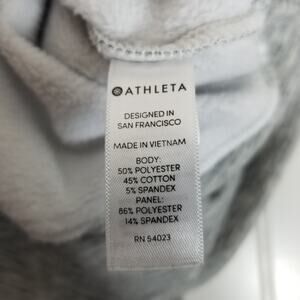 ATHLETA
DESIGNED IN
SAN FRANCISCO
MADE IN VIETNAM
BODY:
50% POLYESTER
45% COTTON
5% SPANDEX
PANEL:
86% POLYESTER
14% SPANDEX
RN 54023